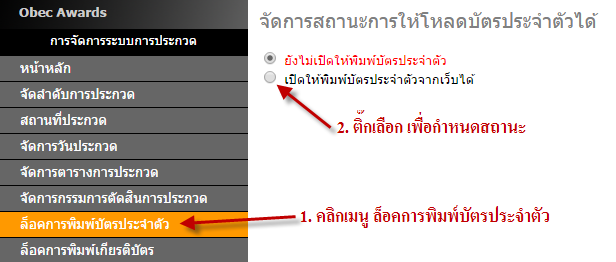 Obec Awards
การจัดการระบบการประกวด
หน้าหลัก
จัดลำดับการประกวด
สถานที่ประกวด
จัดการวันประกวด
จัดการตารางการประกวด
จัดการกรรมการตัดสินการประกวด
ล็อคการพิมพ์บัตรประจำตัว
ล็อคการพิมพ์เกียรติบัตร
จัดการสถานะการให้โหลดบัตรประจำตัวได้
ยังไม่เปิดให้พิมพ์บัตรประจำตัว
เปิดให้พิมพ์บัตรประจำตัวจากเว็บได้
2. ติ๊กเลือก เพื่อกำหนดสถานะ
1. คลิกเมนู ล็อคการพิมพ์บัตรประจำตัว